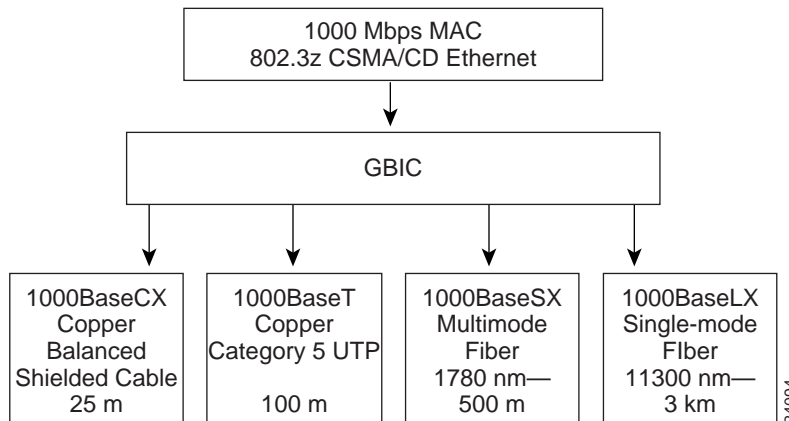 1000 Mbps MAC
802.3z CSMA/CD Ethernet
GBIC
1000BaseCX
Copper
Balanced
Shielded Cable
25 m
1000BaseT
Copper
Category 5 UTP
100 m
1000BaseSX
Multimode
Fiber
1780 nm—
500 m
1000BaseLX
Single-mode
FIber
11300 nm—
3 km